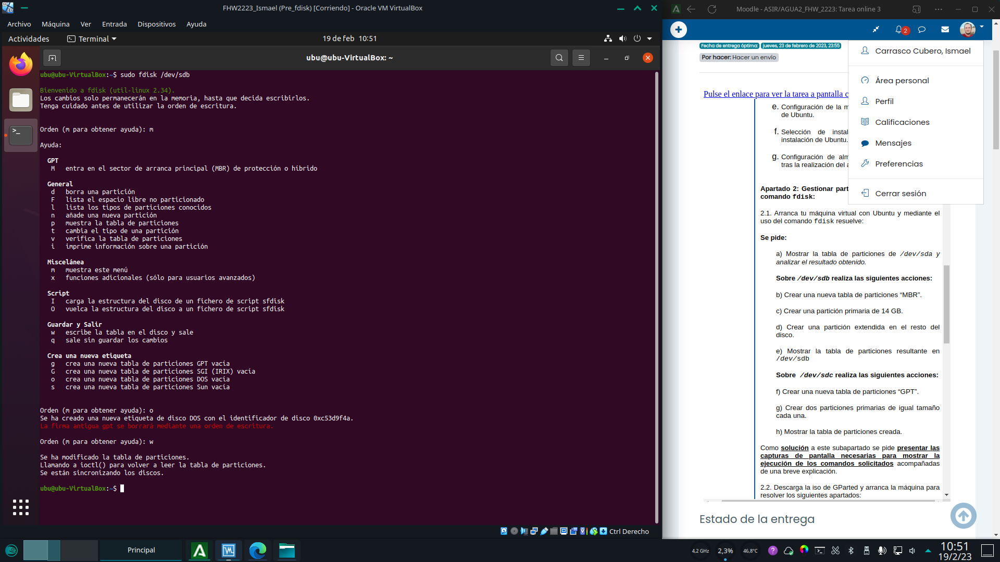 FHW2223_Ismael (Pre_fdisk) [Corriendo] - Oracle VM VirtualBox
Archivo Máquina Ver Entrada Dispositivos Ayuda
Actividades Terminal 19 de feb 10:51
ubu@ubu-VirtualBox: ~
ubu@ubu-VirtualBox:~$ sudo fdisk /dev/sdb
Bienvenido a fdisk (util-linux 2.34).
Los cambios solo permanecerán en la memoria, hasta que decida escribirlos.
Tenga cuidado antes de utilizar la orden de escritura.
Orden (m para obtener ayuda): m
Ayuda:
GPT
M entra en el sector de arranca principal (MBR) de protección o híbrido
General
d borra una partición
F lista el espacio libre no particionado
l lista los tipos de particiones conocidos
n añade una nueva partición
p muestra la tabla de particiones
t cambia el tipo de una partición
v verifica la tabla de particiones
i imprime información sobre una partición
Miscelánea
m muestra este menú
x funciones adicionales (sólo para usuarios avanzados)
Script
I carga la estructura del disco de un fichero de script sfdisk
O vuelca la estructura del disco a un fichero de script sfdisk
Guardar y Salir
w escribe la tabla en el disco y sale
q sale sin guardar los cambios
Crea una nueva etiqueta
g crea una nueva tabla de particiones GPT vacía
G crea una nueva tabla de particiones SGI (IRIX) vacía
o crea una nueva tabla de particiones DOS vacía
s crea una nueva tabla de particiones Sun vacía
Orden (m para obtener ayuda): o
Se ha creado una nueva etiqueta de disco DOS con el identificador de disco 0xc53d9f4a.
La firma antigua gpt se borrará mediante una orden de escritura.
Orden (m para obtener ayuda): w
Se ha modificado la tabla de particiones.
Llamando a ioctl() para volver a leer la tabla de particiones.
Se están sincronizando los discos.
ubu@ubu-VirtualBox:~$
Ctrl Derecho
Moodle - ASIR/AGUA2_FHW_2223: Tarea online 3
2
Fecha de entrega óptima: jueves, 23 de febrero de 2023, 23:55
Por hacer: Hacer un envío
Carrasco Cubero, Ismael
Área personal
Perfil
Calificaciones
Mensajes
Preferencias
Cerrar sesión
Pulse el enlace para ver la tarea a pantalla c
e. Configuración de la m
de Ubuntu.
f. Selección de instal
instalación de Ubuntu.
g. Configuración de alm
tras la realización del a
Apartado 2: Gestionar part
comando fdisk:
2.1. Arranca tu máquina virtual con Ubuntu y mediante el
uso del comando fdisk resuelve:
Se pide:
a) Mostrar la tabla de particiones de /dev/sda y
analizar el resultado obtenido.
Sobre /dev/sdb realiza las siguientes acciones:
b) Crear una nueva tabla de particiones “MBR”.
c) Crear una partición primaria de 14 GB.
d) Crear una partición extendida en el resto del
disco.
e) Mostrar la tabla de particiones resultante en
/dev/sdb
Sobre /dev/sdc realiza las siguientes acciones:
f) Crear una nueva tabla de particiones “GPT”.
g) Crear dos particiones primarias de igual tamaño
cada una.
h) Mostrar la tabla de particiones creada.
Como solución a este subapartado se pide presentar las
capturas de pantalla necesarias para mostrar la
ejecución de los comandos solicitados acompañadas
de una breve explicación.
2.2. Descarga la iso de GParted y arranca la máquina para
resolver los siguientes apartados:
Estado de la entrega
Principal
4,2 GHz 2,3% 46,8°C 10:51
19/2/23